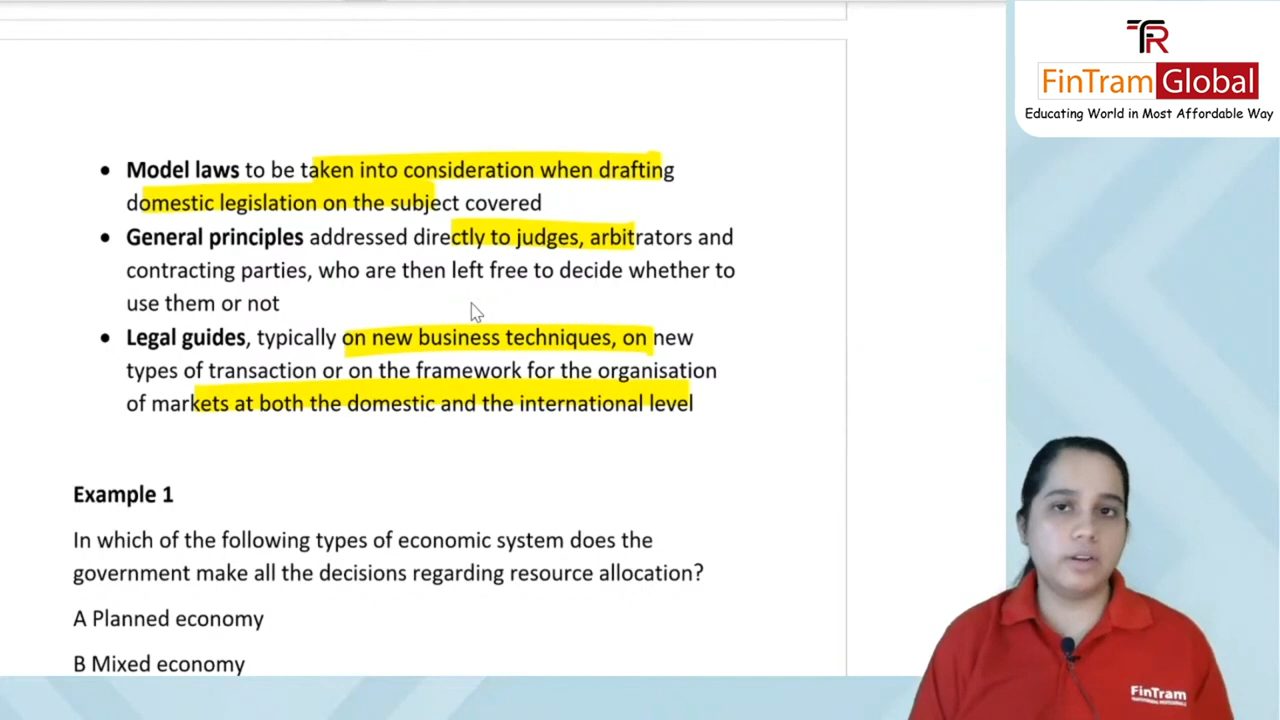 FinTram Global
Educating World in Most Affordable Way
• Model laws to be taken into consideration when drafting
domestic legislation on the subject covered
• General principles addressed directly to judges, arbitrators and
contracting parties, who are then left free to decide whether to
use them or not
• Legal guides, typically on new business techniques, on new
types of transaction or on the framework for the organisation
of markets at both the domestic and the international level
Example 1
In which of the following types of economic system does the
government make all the decisions regarding resource allocation?
A Planned economy
B Mixed economy
FinTram